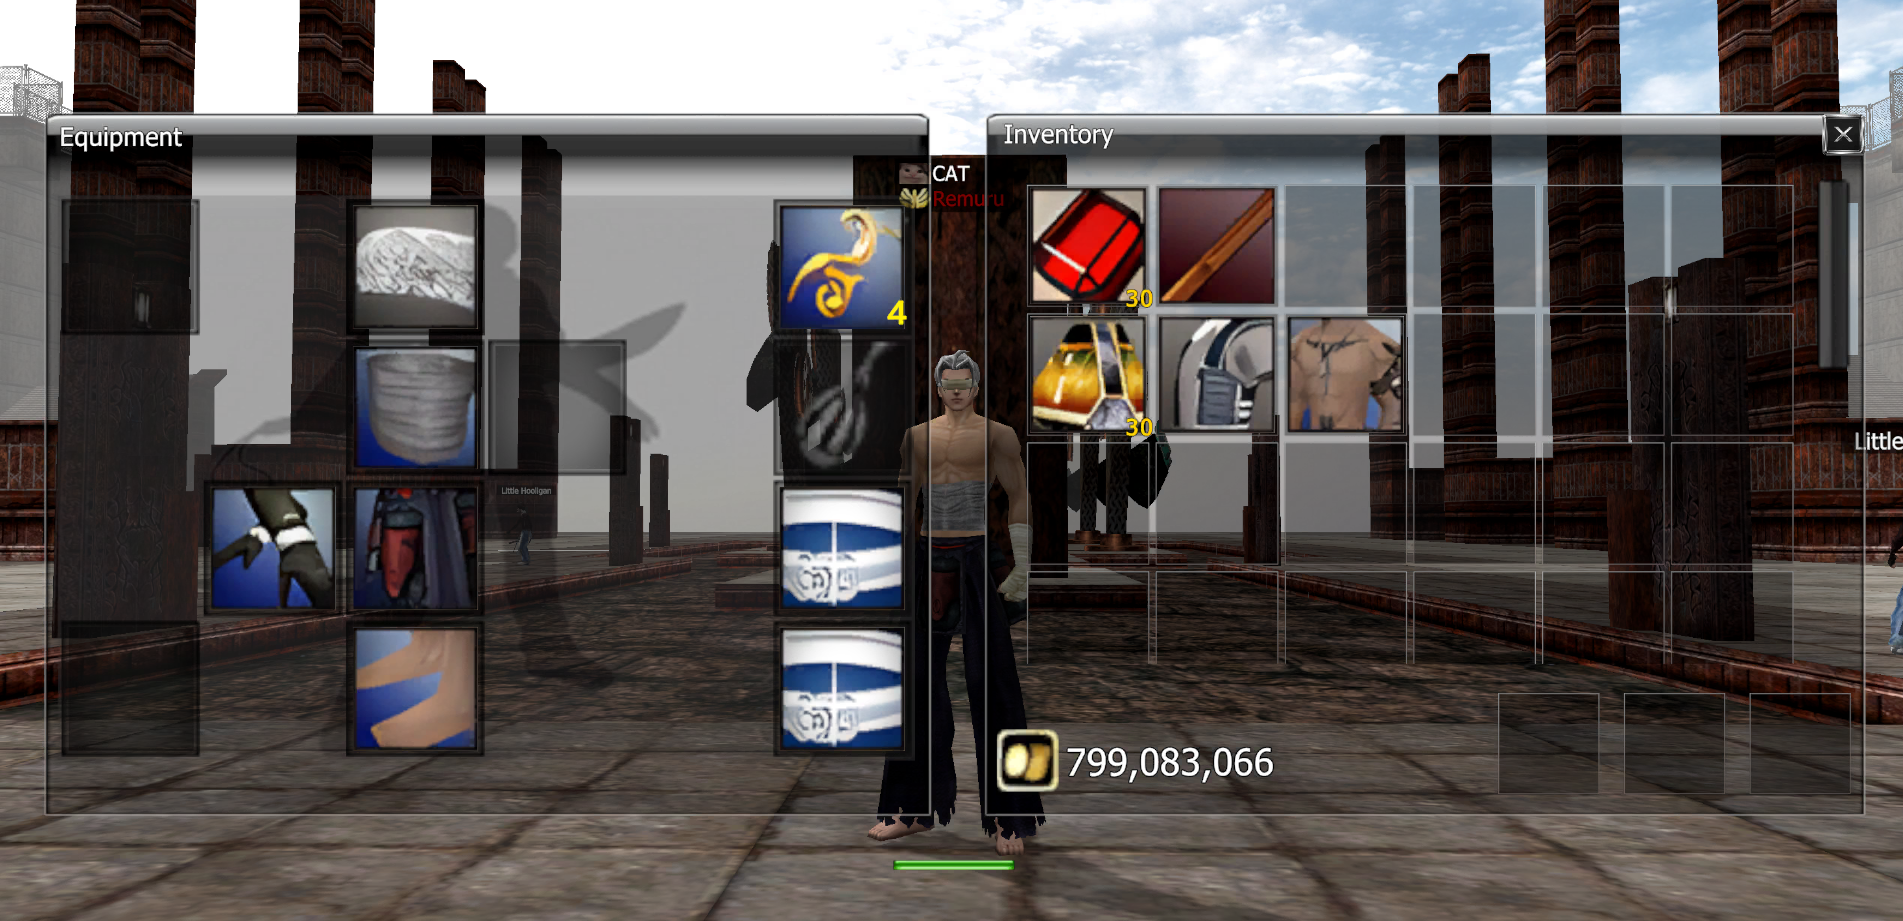 Equipment
Inventory
CAT
Remuru
4
30
30
Little
Little Hooligan
799,083,066